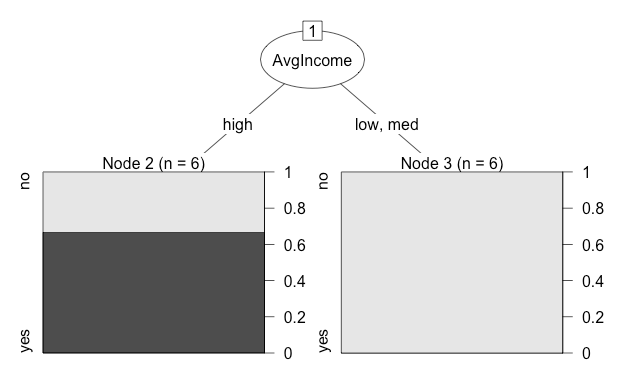 1
AvgIncome
high
low, med
Node 2 (n = 6)
no
yes
1
0.8
0.6
0.4
0.2
0
Node 3 (n = 6)
no
yes
1
0.8
0.6
0.4
0.2
0